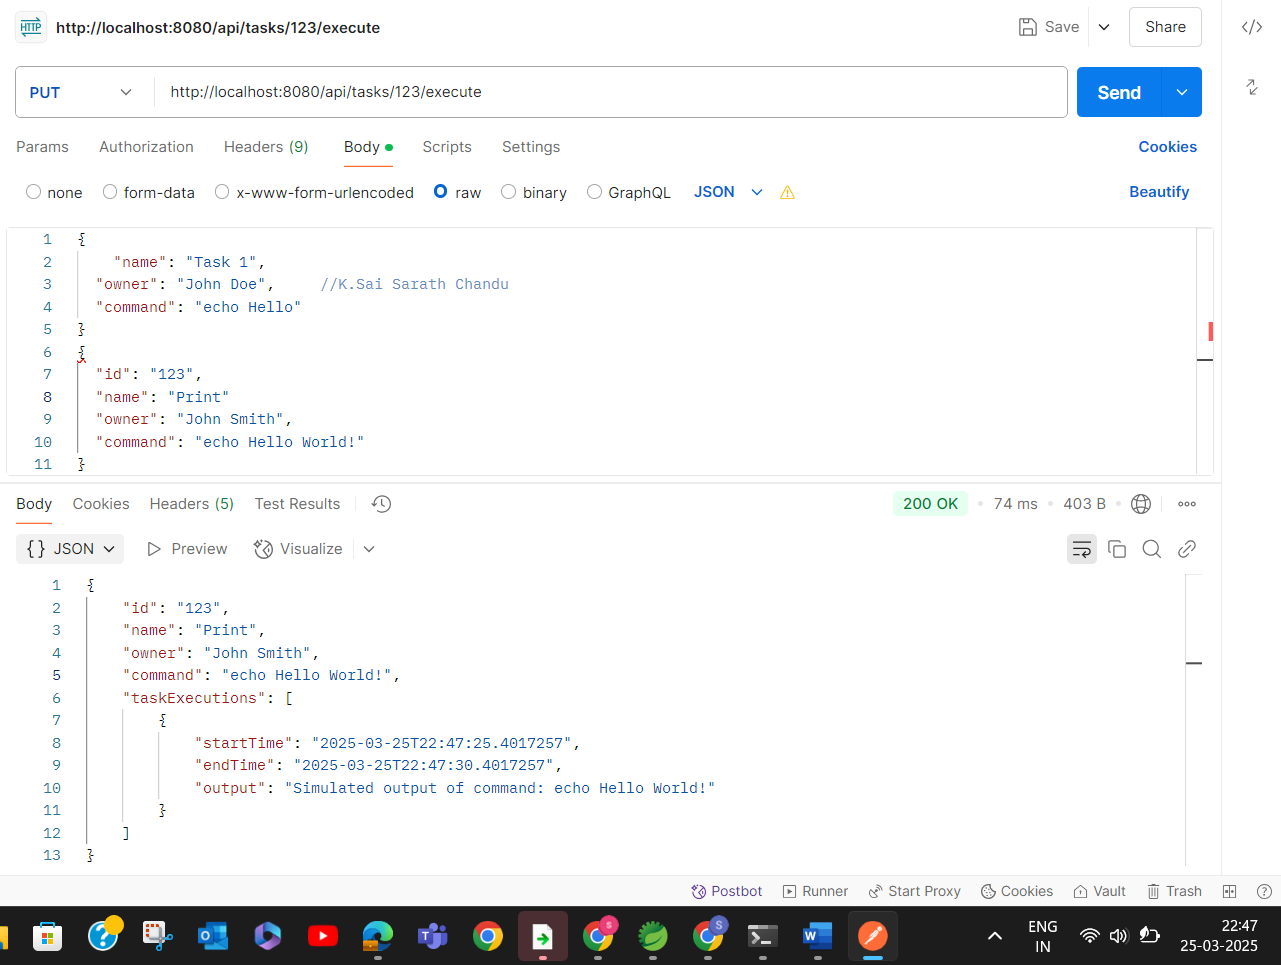 HTTP http://localhost:8080/api/tasks/123/execute Save Share
PUT http://localhost:8080/api/tasks/123/execute Send
Params Authorization Headers (9) Body Scripts Settings Cookies
none form-data x-www-form-urlencoded raw binary GraphQL JSON Beautify
1 {
2 "name": "Task 1",
3 "owner": "John Doe", //K.Sai Sarath Chandu
4 "command": "echo Hello"
5 }
6 {
7 "id": "123",
8 "name": "Print"
9 "owner": "John Smith",
10 "command": "echo Hello World!"
11 }
Body Cookies Headers (5) Test Results 200 OK 74 ms 403 B
{} JSON Preview Visualize
1 {
2 "id": "123",
3 "name": "Print",
4 "owner": "John Smith",
5 "command": "echo Hello World!",
6 "taskExecutions": [
7 {
8 "startTime": "2025-03-25T22:47:25.4017257",
9 "endTime": "2025-03-25T22:47:30.4017257",
10 "output": "Simulated output of command: echo Hello World!"
11 }
12 ]
13 }
Postbot Runner Start Proxy Cookies Vault Trash
ENG 22:47
IN 25-03-2025